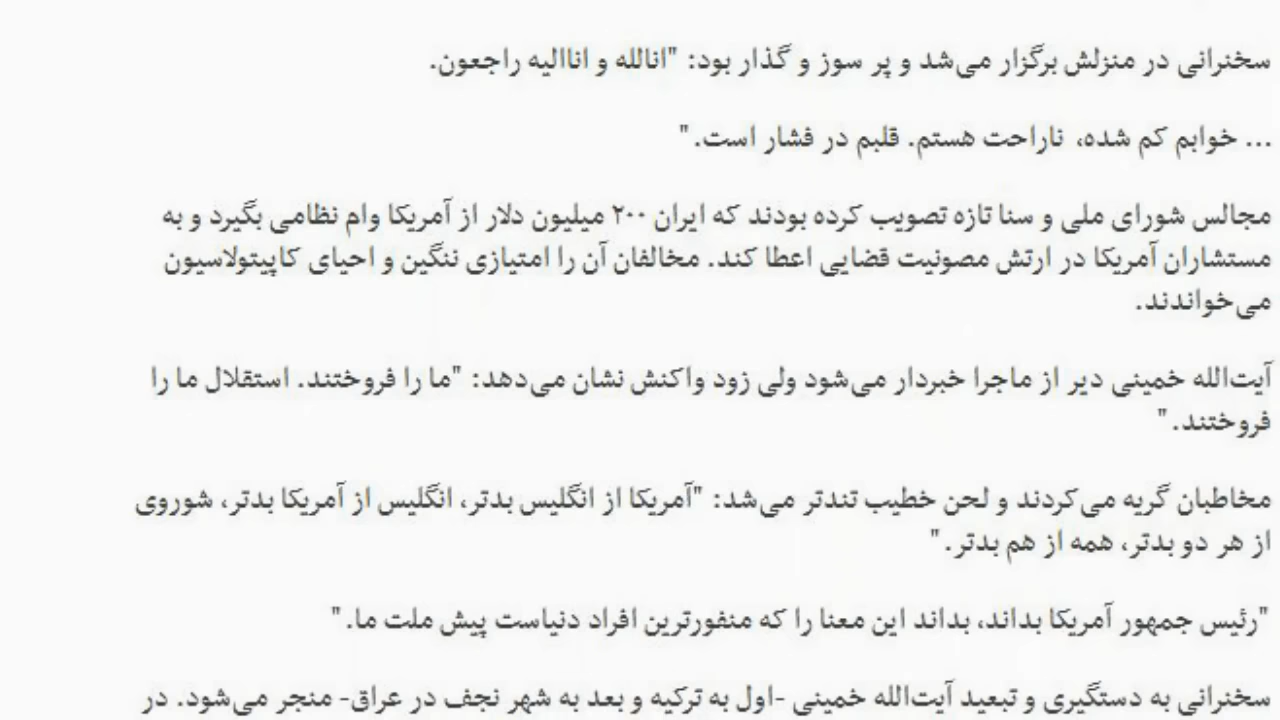 سخنرانی در منزلش برگزار می‌شد و پر سوز و گذار بود: "انالله و اناالیه راجعون.
... خوابم کم شده، ناراحت هستم. قلبم در فشار است."
مجالس شورای ملی و سنا تازه تصویب کرده بودند که ایران ۲۰۰ میلیون دلار از آمریکا وام نظامی بگیرد و به
مستشاران آمریکا در ارتش مصونیت قضایی اعطا کند. مخالفان آن را امتیازی ننگین و احیای کاپیتولاسیون
می‌خواندند.
آیت‌الله خمینی دیر از ماجرا خبردار می‌شود ولی زود واکنش نشان می‌دهد: "ما را فروختند. استقلال ما را
فروختند."
مخاطبان گریه می‌کردند و لحن خطیب تندتر می‌شد: "آمریکا از انگلیس بدتر، انگلیس از آمریکا بدتر، شوروی
از هر دو بدتر، همه از هم بدتر."
"رئیس جمهور آمریکا بداند، بداند این معنا را که منفورترین افراد دنیاست پیش ملت ما."
سخنرانی به دستگیری و تبعید آیت‌الله خمینی -اول به ترکیه و بعد به شهر نجف در عراق- منجر می‌شود. در